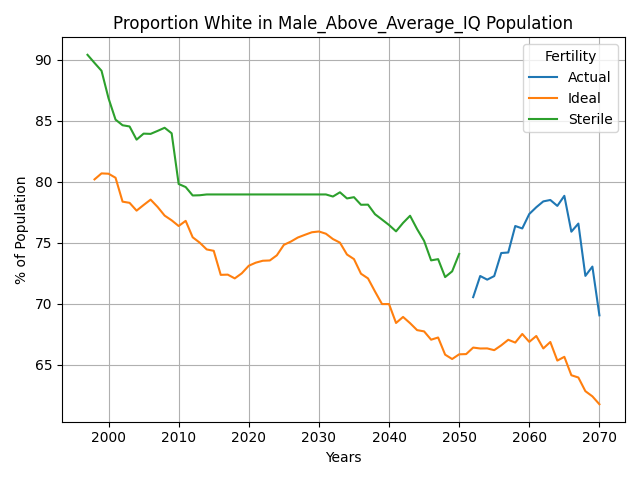 Proportion White in Male_Above_Average_IQ Population
Fertility
Actual
Ideal
Sterile
% of Population
90
85
80
75
70
65
2000 2010 2020 2030 2040 2050 2060 2070
Years